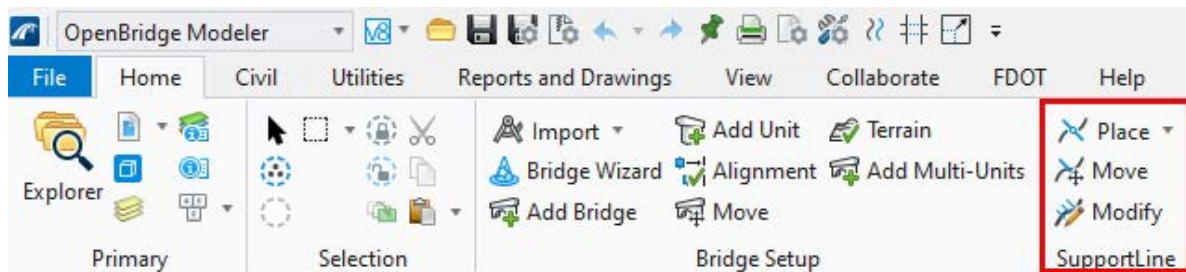 OpenBridge Modeler V8
File Home Civil Utilities Reports and Drawings View Collaborate FDOT Help
Import Add Unit Terrain Place
Explorer Bridge Wizard Alignment Add Multi-Units Move
Add Bridge Move Modify
Primary Selection Bridge Setup SupportLine